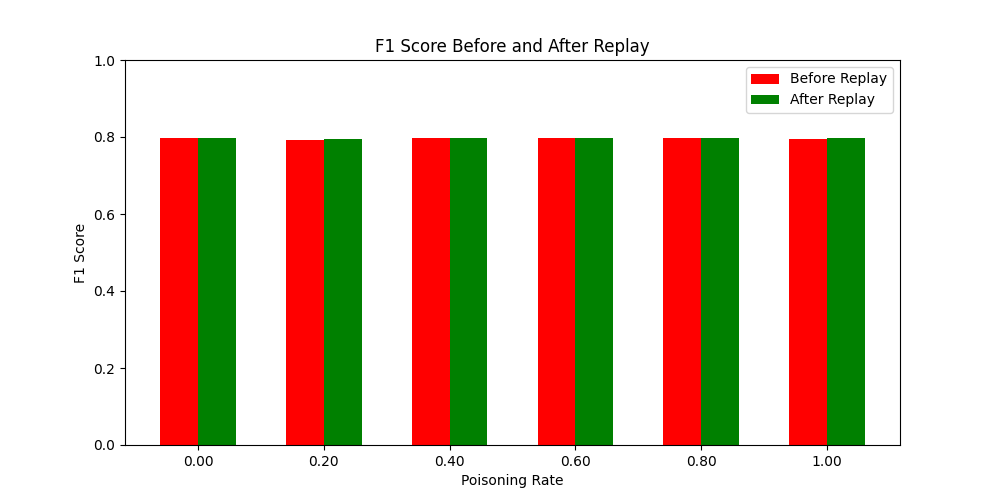 F1 Score Before and After Replay
Before Replay
After Replay
F1 Score
1.0
0.8
0.6
0.4
0.2
0.0
0.00 0.20 0.40 0.60 0.80 1.00
Poisoning Rate